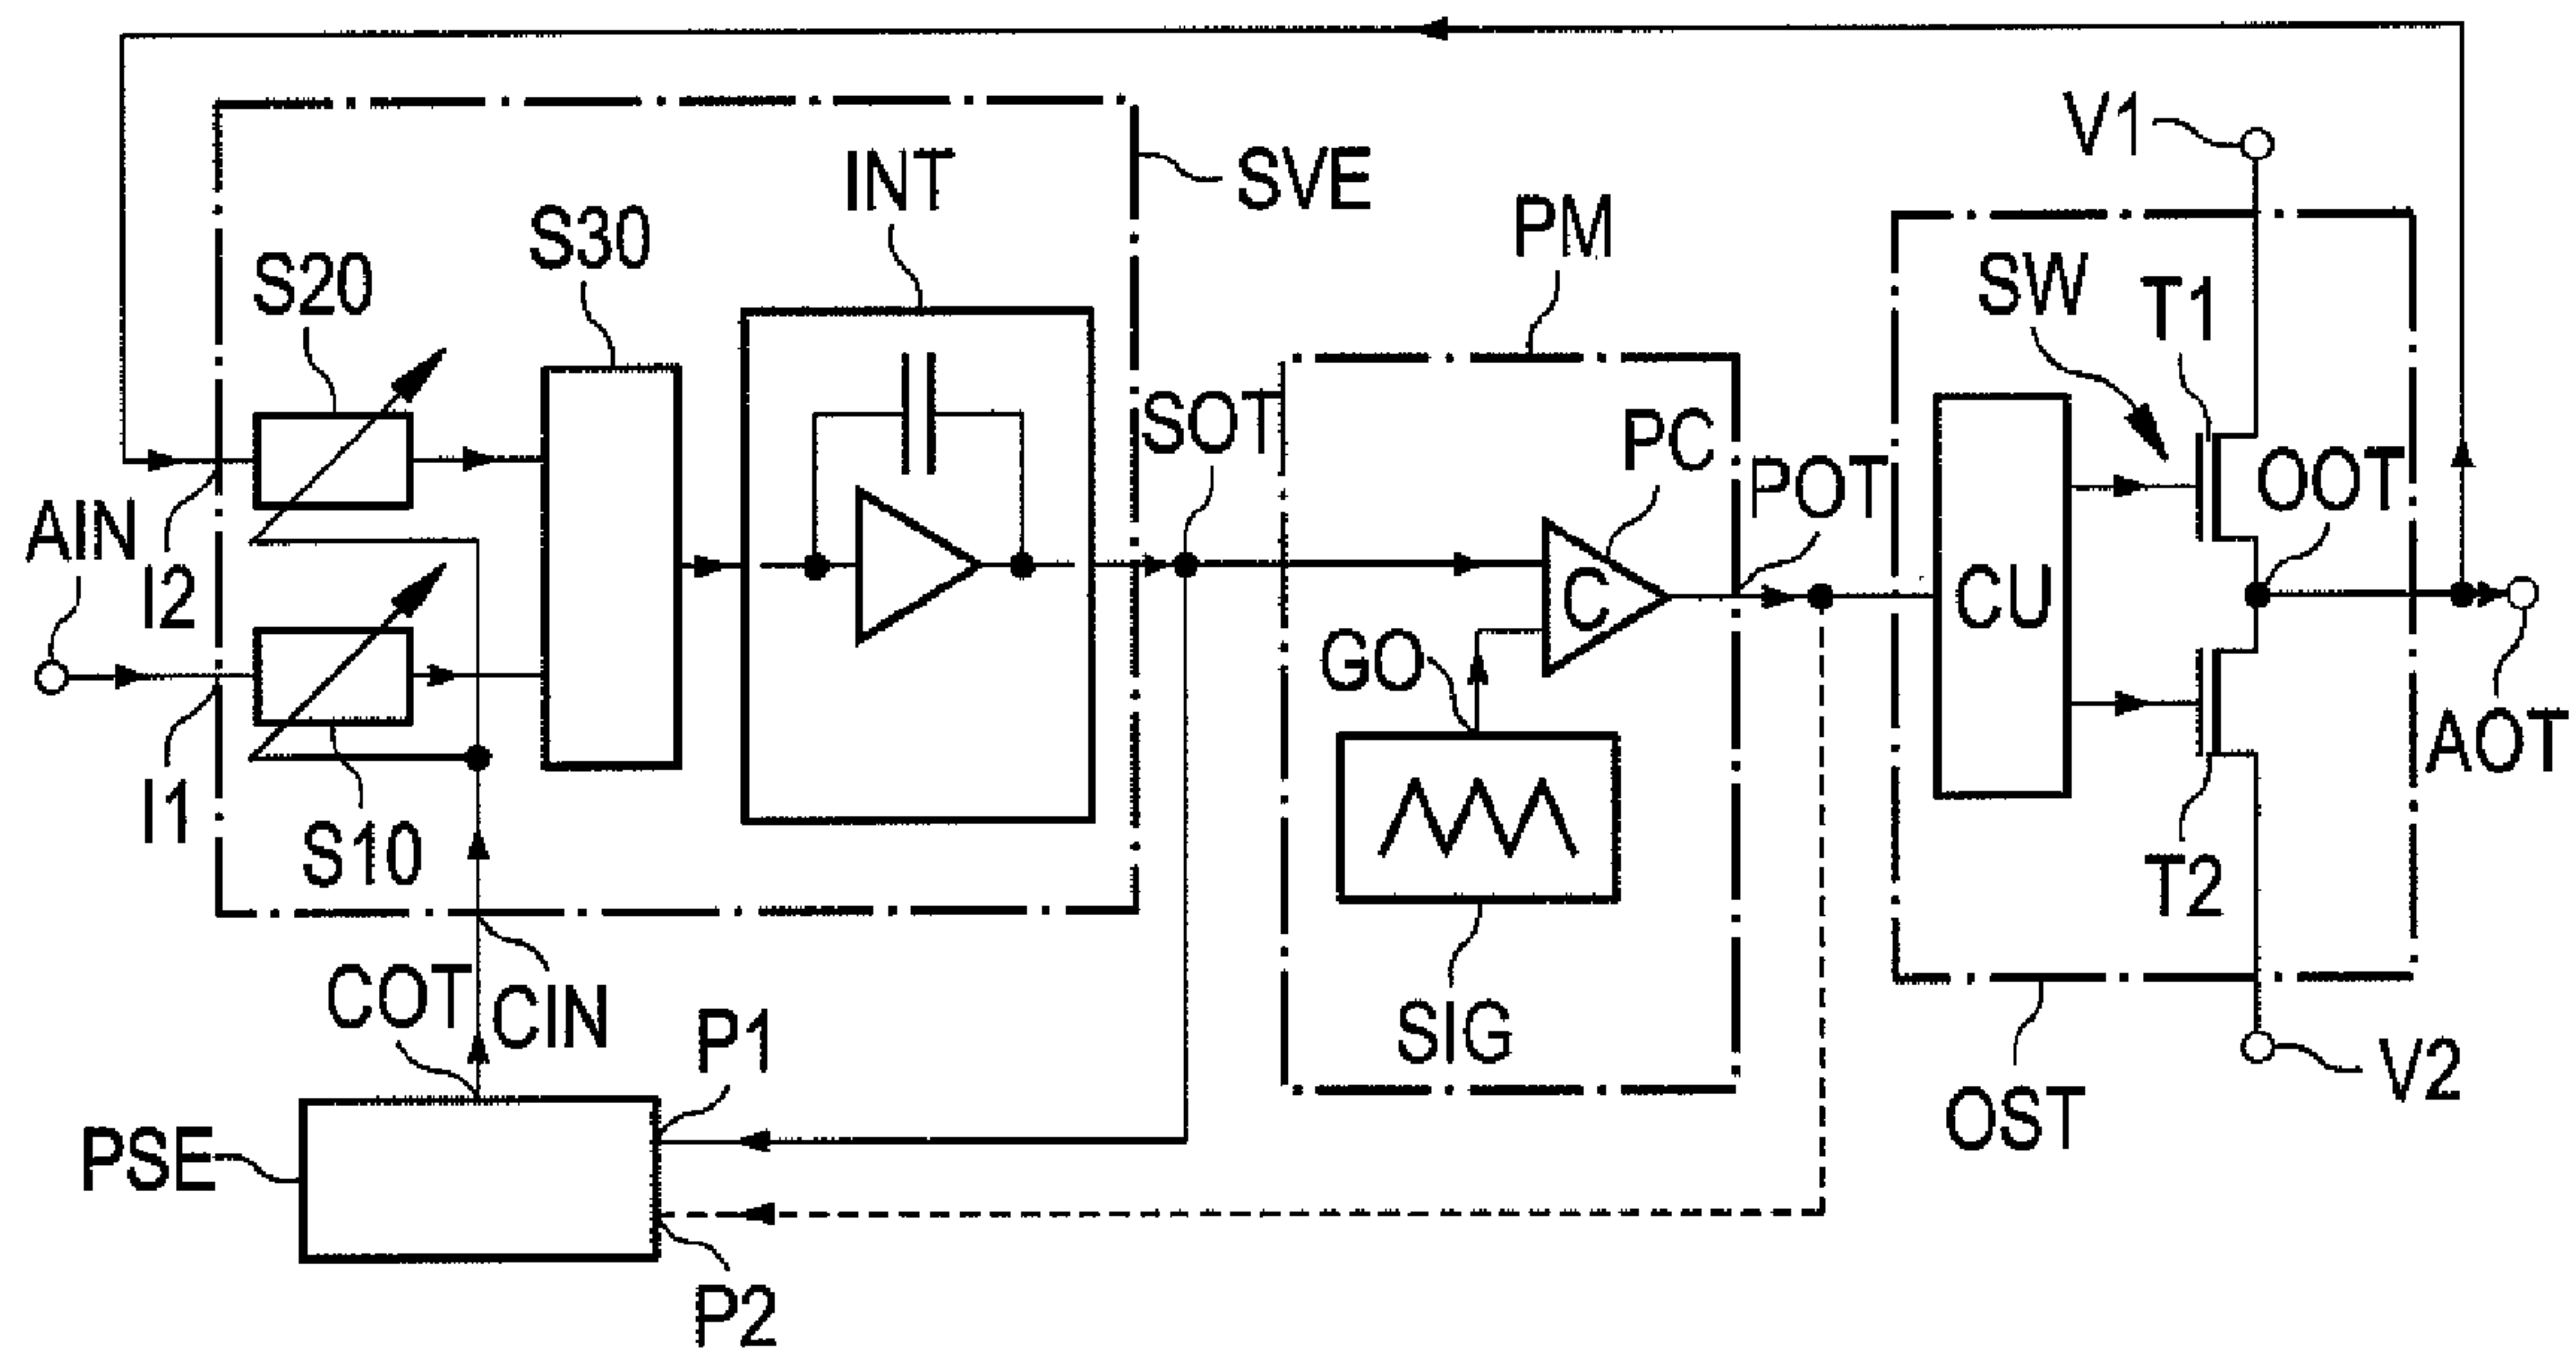 V1
SVE
INT
PM
S30
SW
T1
S20
SOT
PC
POT
OOT
AIN
I2
C
CU
GO
AOT
I1
S10
T2
COT
CIN
SIG
P1
V2
OST
PSE
P2